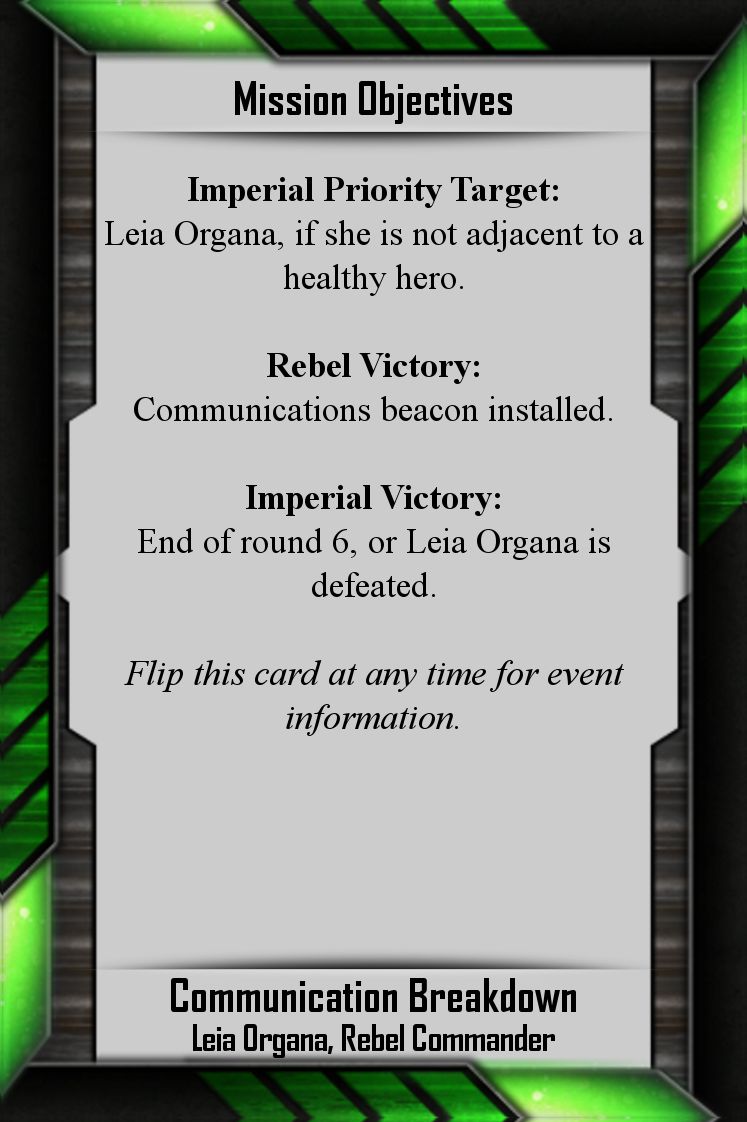 Mission Objectives
Imperial Priority Target:
Leia Organa, if she is not adjacent to a
healthy hero.
Rebel Victory:
Communications beacon installed.
Imperial Victory:
End of round 6, or Leia Organa is
defeated.
Flip this card at any time for event
information.
Communication Breakdown
Leia Organa, Rebel Commander